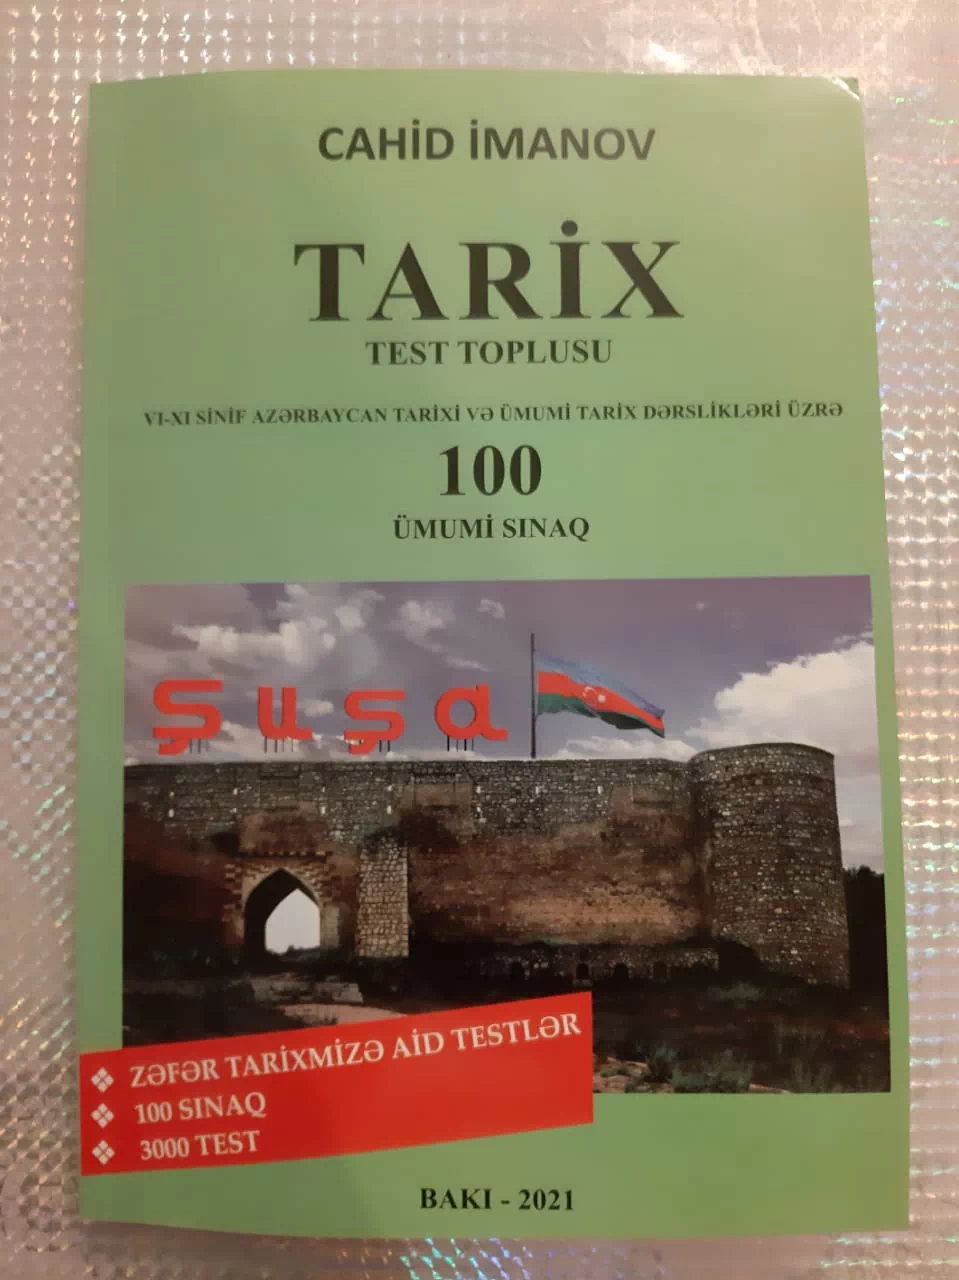 CAHİD İMANOV
TARİX
TEST TOPLUSU
VI-XI SİNİF AZƏRBAYCAN TARİXİ VƏ ÜMUMİ TARİX DƏRSLİKLƏRİ ÜZRƏ
100
ÜMUMİ SINAQ
Şuşa
❖ ZƏFƏR TARİXMİZƏ AİD TESTLƏR
❖ 100 SINAQ
❖ 3000 TEST
BAKI - 2021